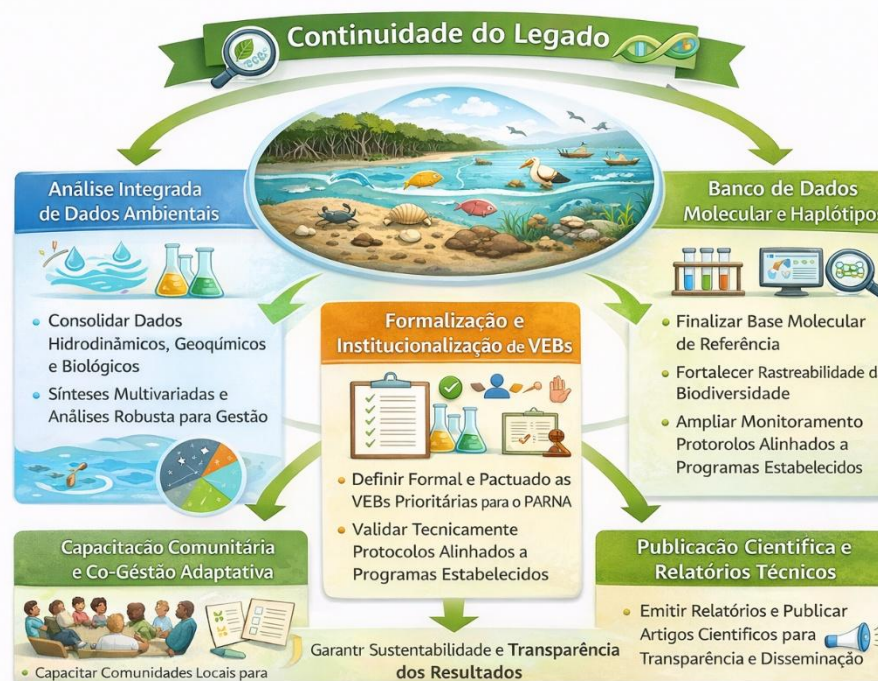 Continuidade do Legado
Análise Integrada
de Dados Ambientais
• Consolidar Dados
Hidrodinâmicos, Geoqúmicos
e Biológicos
• Sínteses Multivariadas e
Análises Robusta para Gestão
Formalização e
Institucionalização de VEBs
• Definir Formal e Pactuado as
VEBs Prioritárias para o PARNA
• Validar Tecnicamente
Protocolos Alinhados a
Programas Estabelecidos
Banco de Dados
Molecular e Haplótipos
• Finalizar Base Molecular
de Referência
• Fortalecer Rastreabilidade d
Biodiversidade
• Ampliar Monitoramento
Protorolos Alinhados a
Programas Estabelecidos
Capacitacão Comunitária
e Co-Géstão Adaptativa
• Capacitar Comunidades Locais para
Garantr Sustentabilidade e Transparência
dos Resultados
Publicacão Cientifica e
Relatórios Técnicos
• Emitir Relatórios e Publicar
Artigos Cientificos para
Transparência e Disseminação